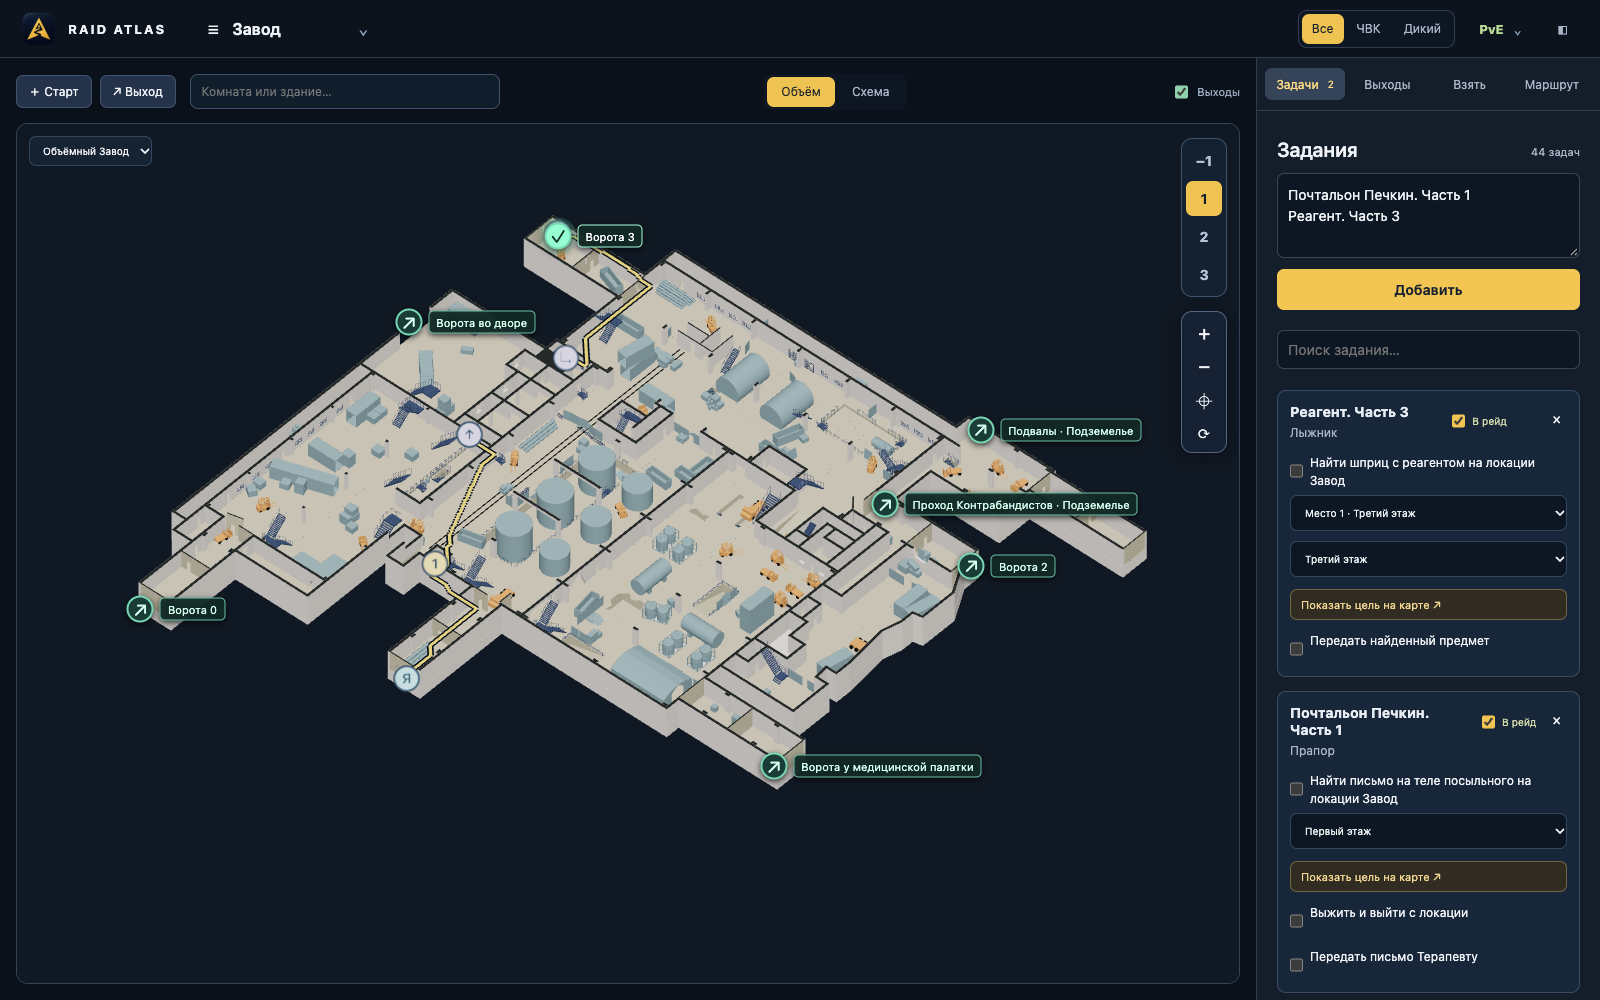 RAID ATLAS
Завод
Все
ЧВК
Дикий
PvE
+ Старт
↗ Выход
Комната или здание...
Объём
Схема
Выходы
Задачи 2
Выходы
Взять
Маршрут
Объёмный Завод
−1
1
2
3
Ворота 3
Ворота во дворе
Подвалы · Подземелье
Проход Контрабандистов · Подземелье
Ворота 2
1
Ворота 0
Я
Ворота у медицинской палатки
Задания
44 задач
Почтальон Печкин. Часть 1
Реагент. Часть 3
Добавить
Поиск задания...
Реагент. Часть 3
В рейд
Лыжник
Найти шприц с реагентом на локации
Завод
Место 1 · Третий этаж
Третий этаж
Показать цель на карте ↗
Передать найденный предмет
Почтальон Печкин.
Часть 1
В рейд
Прапор
Найти письмо на теле посыльного на
локации Завод
Первый этаж
Показать цель на карте ↗
Выжить и выйти с локации
Передать письмо Терапевту